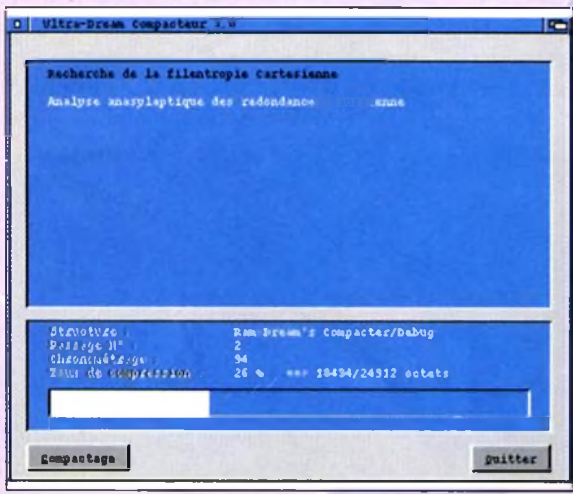 Ultra-Dream Compacteur
Recherche de la filentropie Cartesienne
Analyse anasylaptique des redondance
Structure : Ram-Dream's Compacter/Debug
Passage N° : 2
Chronométrage : 94
Taux de compression : 26 % 18434/24912 octets
Compactage
Quitter